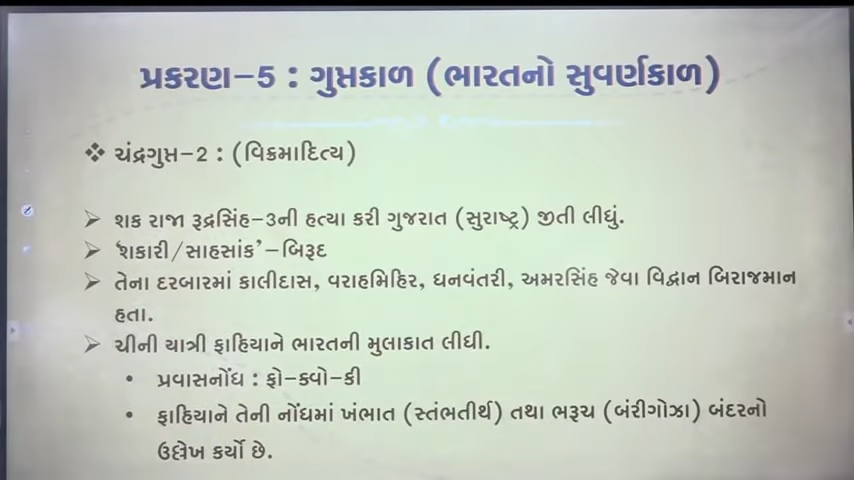 પ્રકરણ-5 : ગુપ્તકાળ (ભારતનો સુવર્ણકાળ)
❖ ચંદ્રગુપ્ત-2 : (વિક્રમાદિત્ય)
➢ શક રાજા રૂદ્રસિંહ-3ની હત્યા કરી ગુજરાત (સુરાષ્ટ્ર) જીતી લીધું.
➢ 'શકારી/સાહસાંક'-બિરૂદ
➢ તેના દરબારમાં કાલીદાસ, વરાહમિહિર, ધનવંતરી, અમરસિંહ જેવા વિદ્વાન બિરાજમાન
હતા.
➢ ચીની યાત્રી ફાહિયાને ભારતની મુલાકાત લીધી.
• પ્રવાસનોંધ : ફો-ક્વો-કી
• ફાહિયાને તેની નોંધમાં ખંભાત (સ્તંભતીર્થ) તથા ભરૂચ (બંરીગોઝા) બંદરનો
ઉલ્લેખ કર્યો છે.